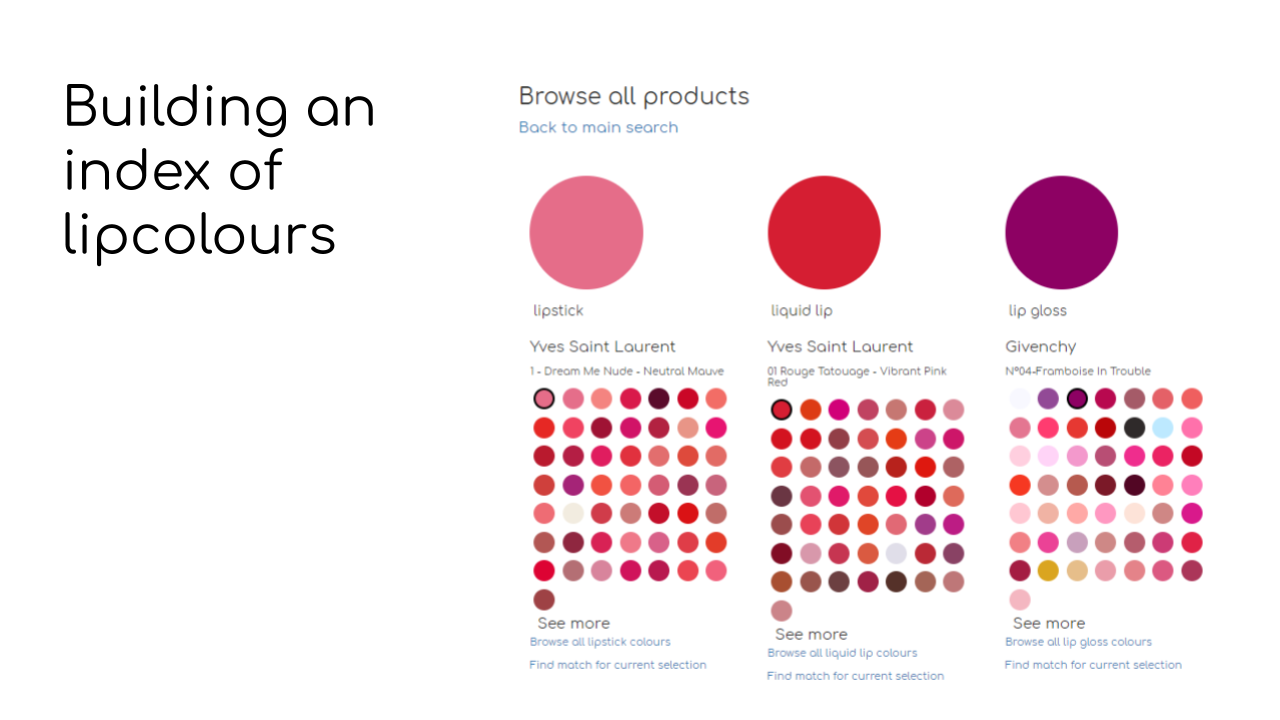 Building an
index of
lipcolours
Browse all products
Back to main search
lipstick
Yves Saint Laurent
1 - Dream Me Nude - Neutral Mauve
See more
Browse all lipstick colours
Find match for current selection
liquid lip
Yves Saint Laurent
01 Rouge Tatouage - Vibrant Pink
Red
See more
Browse all liquid lip colours
Find match for current selection
lip gloss
Givenchy
N°04-Framboise In Trouble
See more
Browse all lip gloss colours
Find match for current selection